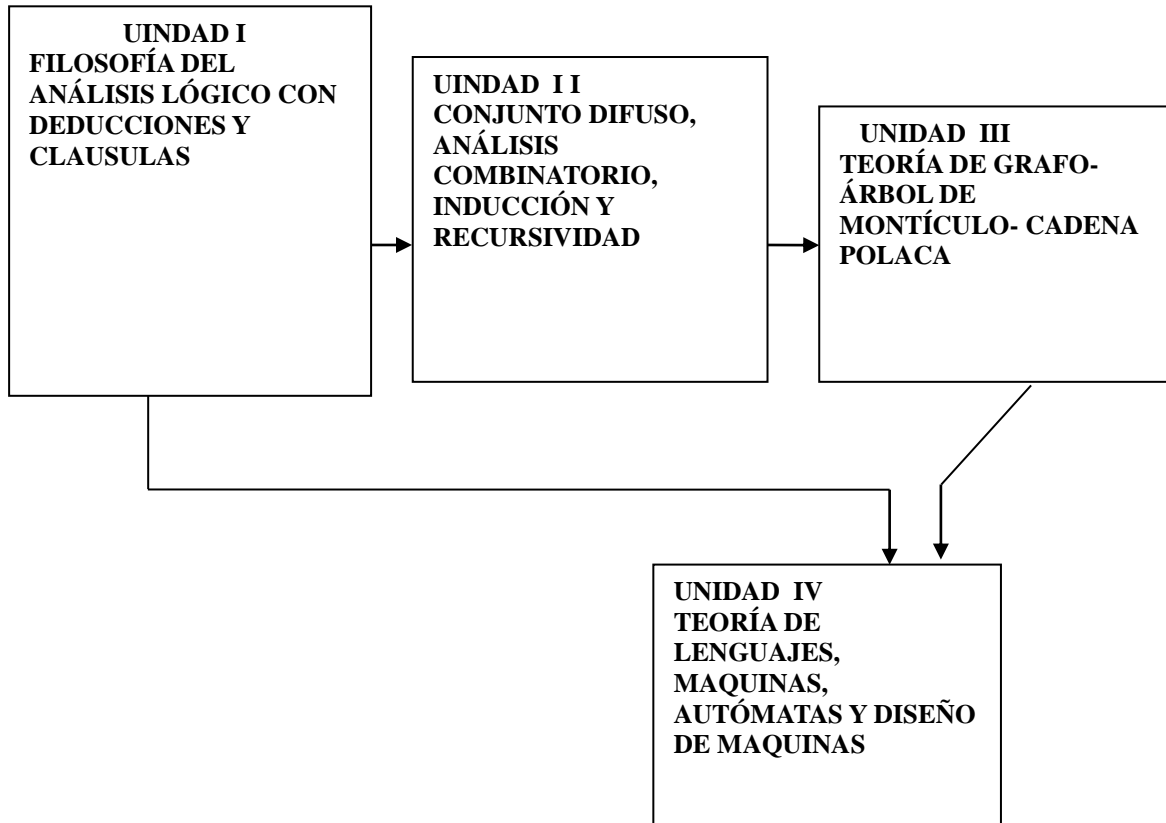 UINDAD I
FILOSOFÍA DEL
ANÁLISIS LÓGICO CON
DEDUCCIONES Y
CLAUSULAS
UINDAD I I
CONJUNTO DIFUSO,
ANÁLISIS
COMBINATORIO,
INDUCCIÓN Y
RECURSIVIDAD
UNIDAD III
TEORÍA DE GRAFO-
ÁRBOL DE
MONTÍCULO- CADENA
POLACA
UNIDAD IV
TEORÍA DE
LENGUAJES,
MAQUINAS,
AUTÓMATAS Y DISEÑO
DE MAQUINAS